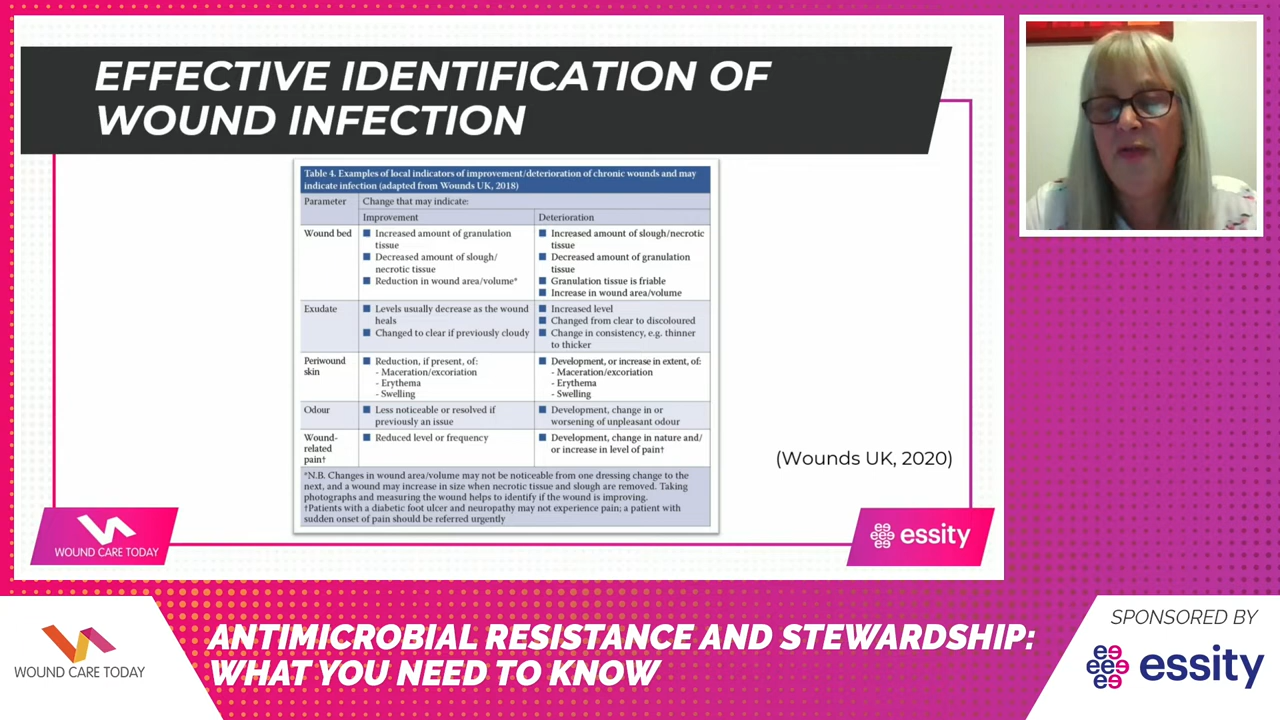 EFFECTIVE IDENTIFICATION OF
WOUND INFECTION
Table 4. Examples of local indicators of improvement/deterioration of chronic wounds and may
indicate infection (adapted from Wounds UK, 2018)
Parameter
Change that may indicate:
Improvement
Deterioration
Wound bed
Increased amount of granulation
tissue
Decreased amount of slough/
necrotic tissue
Reduction in wound area/volume*
Increased amount of slough/necrotic
tissue
Decreased amount of granulation
tissue
Granulation tissue is friable
Increase in wound area/volume
Exudate
Levels usually decrease as the wound
heals
Changed to clear if previously cloudy
Increased level
Changed from clear to discoloured
Change in consistency, e.g. thinner
to thicker
Periwound
skin
Reduction, if present, of:
- Maceration/excoriation
- Erythema
- Swelling
Development, or increase in extent, of:
- Maceration/excoriation
- Erythema
- Swelling
Odour
Less noticeable or resolved if
previously an issue
Development, change in or
worsening of unpleasant odour
Wound-
related
pain†
Reduced level or frequency
Development, change in nature and/
or increase in level of pain†
*N.B. Changes in wound area/volume may not be noticeable from one dressing change to the
next, and a wound may increase in size when necrotic tissue and slough are removed. Taking
photographs and measuring the wound helps to identify if the wound is improving.
†Patients with a diabetic foot ulcer and neuropathy may not experience pain; a patient with
sudden onset of pain should be referred urgently
(Wounds UK, 2020)
WOUND CARE TODAY
essity
ANTIMICROBIAL RESISTANCE AND STEWARDSHIP:
WHAT YOU NEED TO KNOW
WOUND CARE TODAY
SPONSORED BY
essity